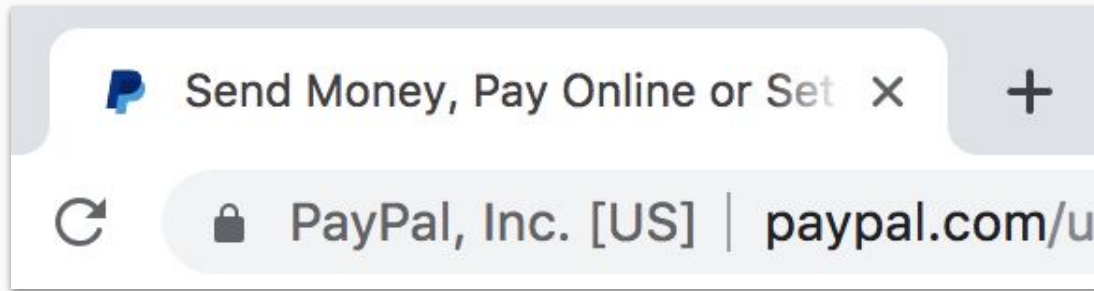 Send Money, Pay Online or Set
PayPal, Inc. [US] | paypal.com/u